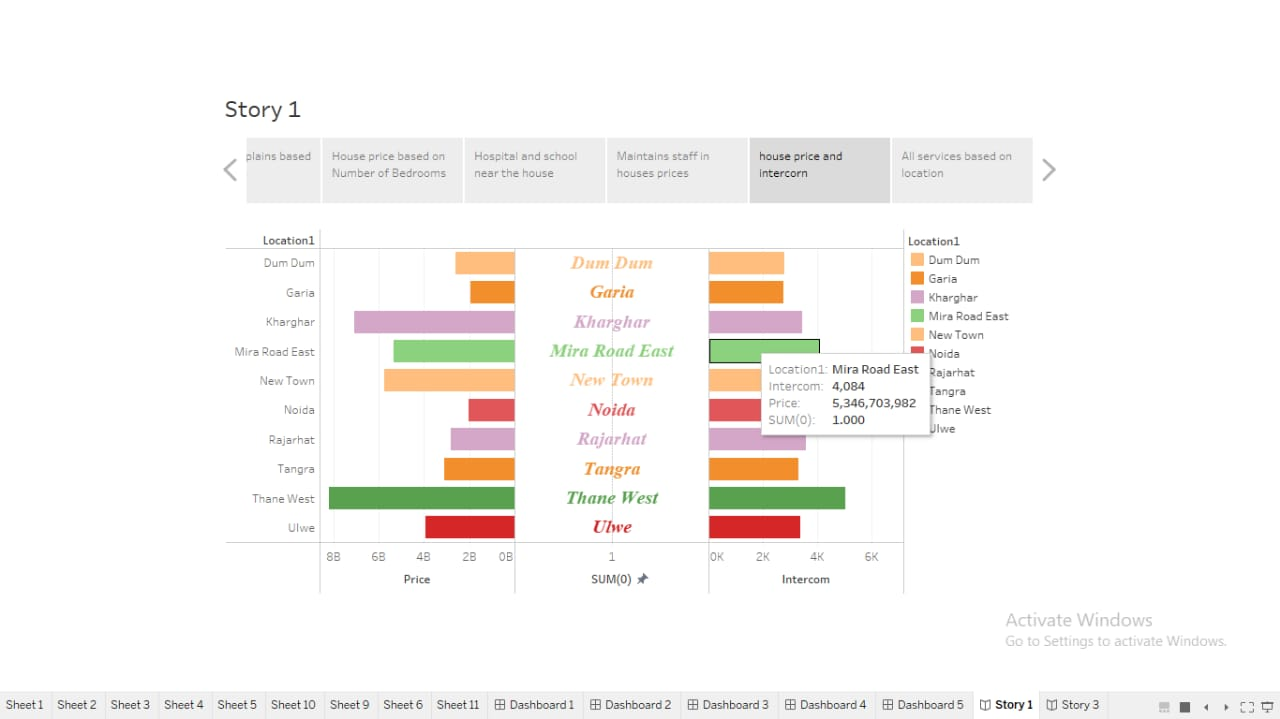 Story 1
plains based
House price based on
Number of Bedrooms
Hospital and school
near the house
Maintains staff in
houses prices
house price and
intercorn
All services based on
location
Location1
Dum Dum
Garia
Kharghar
Mira Road East
New Town
Noida
Rajarhat
Tangra
Thane West
Ulwe
8B 6B 4B 2B 0B
Price
Dum Dum
Garia
Kharghar
Mira Road East
New Town
Noida
Rajarhat
Tangra
Thane West
Ulwe
1
SUM(0)
0K 2K 4K 6K
Intercom
Location1: Mira Road East
Intercom: 4,084
Price: 5,346,703,982
SUM(0): 1.000
Location1
Dum Dum
Garia
Kharghar
Mira Road East
New Town
Noida
Rajarhat
Tangra
Thane West
Ulwe
Activate Windows
Go to Settings to activate Windows.
Sheet 1 Sheet 2 Sheet 3 Sheet 4 Sheet 5 Sheet 10 Sheet 9 Sheet 6 Sheet 11 Dashboard 1 Dashboard 2 Dashboard 3 Dashboard 4 Dashboard 5 Story 1 Story 3